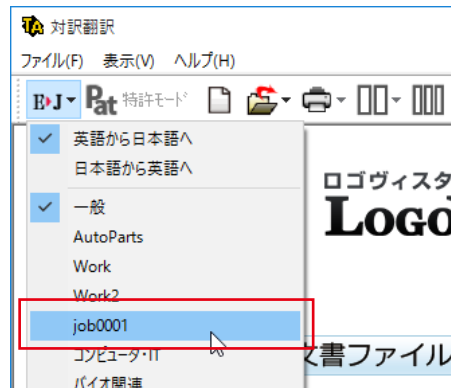 対訳翻訳
ファイル(F) 表示(V) ヘルプ(H)
E▸J Pat 特許モード
英語から日本語へ
日本語から英語へ
一般
AutoParts
Work
Work2
job0001
コンピュータ・IT
バイオ関連
ロゴヴィスタ
LOGO
文書ファイル